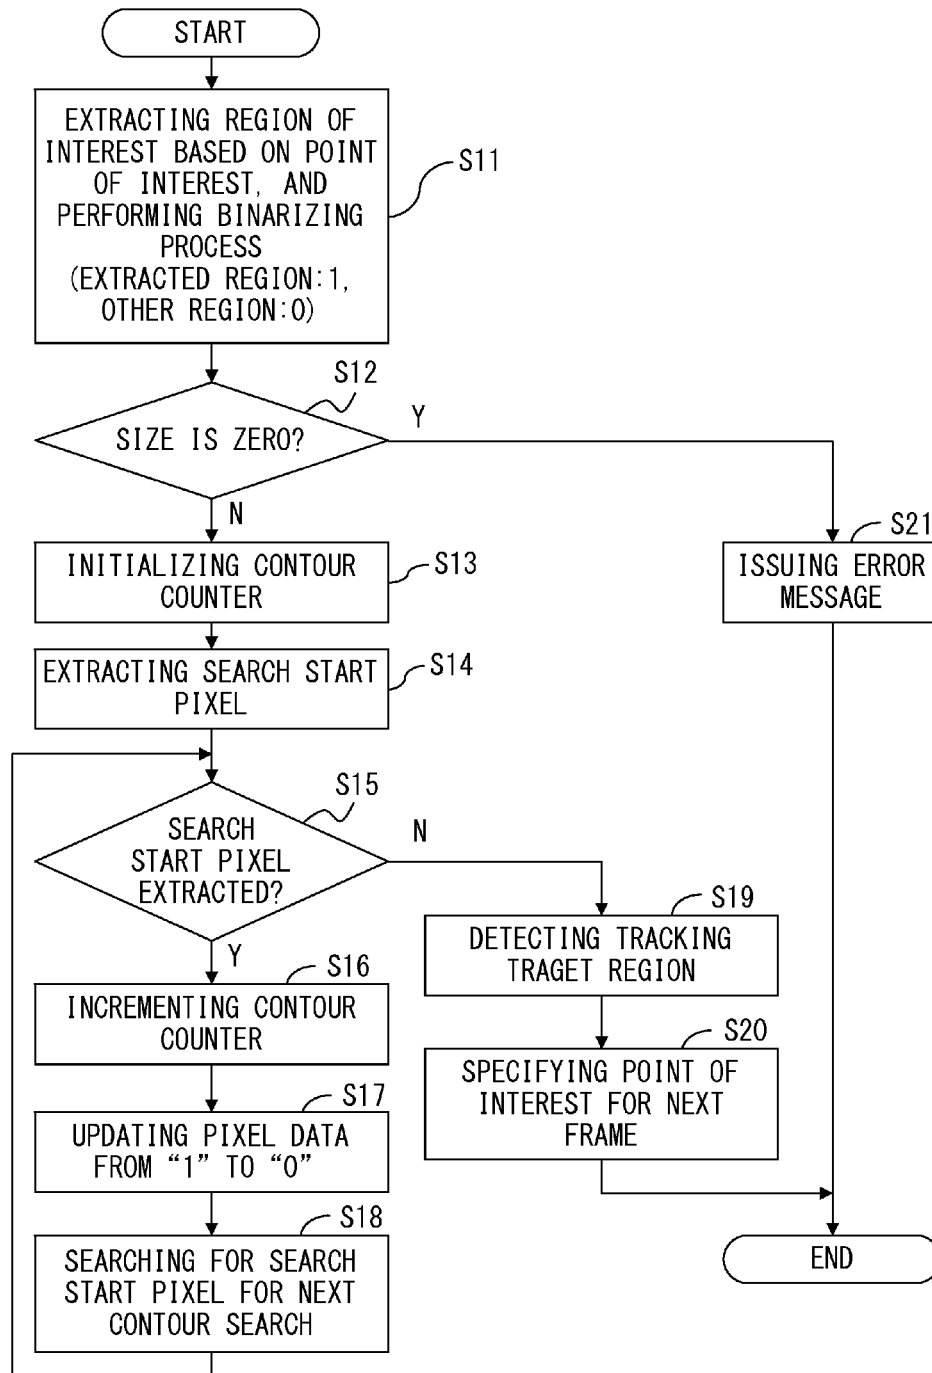 START
EXTRACTING REGION OF
INTEREST BASED ON POINT
OF INTEREST, AND
PERFORMING BINARIZING
PROCESS
(EXTRACTED REGION:1,
OTHER REGION:0)
S11
S12
SIZE IS ZERO?
Y
N
S21
ISSUING ERROR
MESSAGE
INITIALIZING CONTOUR
COUNTER
S13
EXTRACTING SEARCH START
PIXEL
S14
S15
SEARCH
START PIXEL
EXTRACTED?
N
Y
S19
DETECTING TRACKING
TRAGET REGION
S16
INCREMENTING CONTOUR
COUNTER
S20
SPECIFYING POINT OF
INTEREST FOR NEXT
FRAME
S17
UPDATING PIXEL DATA
FROM “1” TO “0”
S18
SEARCHING FOR SEARCH
START PIXEL FOR NEXT
CONTOUR SEARCH
END